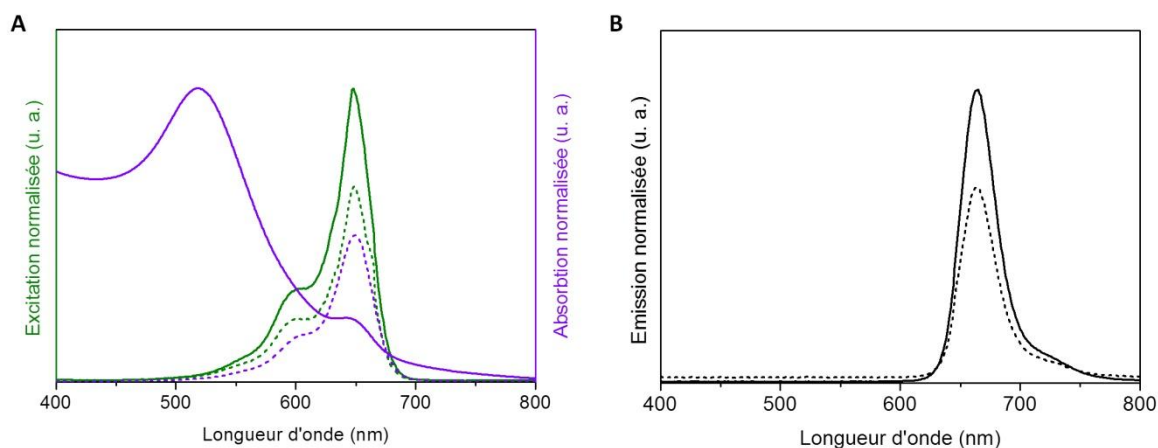 A
Excitation normalisée (u. a.)
400 500 600 700 800
Longueur d'onde (nm)
Absorbtion normalisée (u. a.)
B
Emission normalisée (u. a.)
400 500 600 700 800
Longueur d'onde (nm)